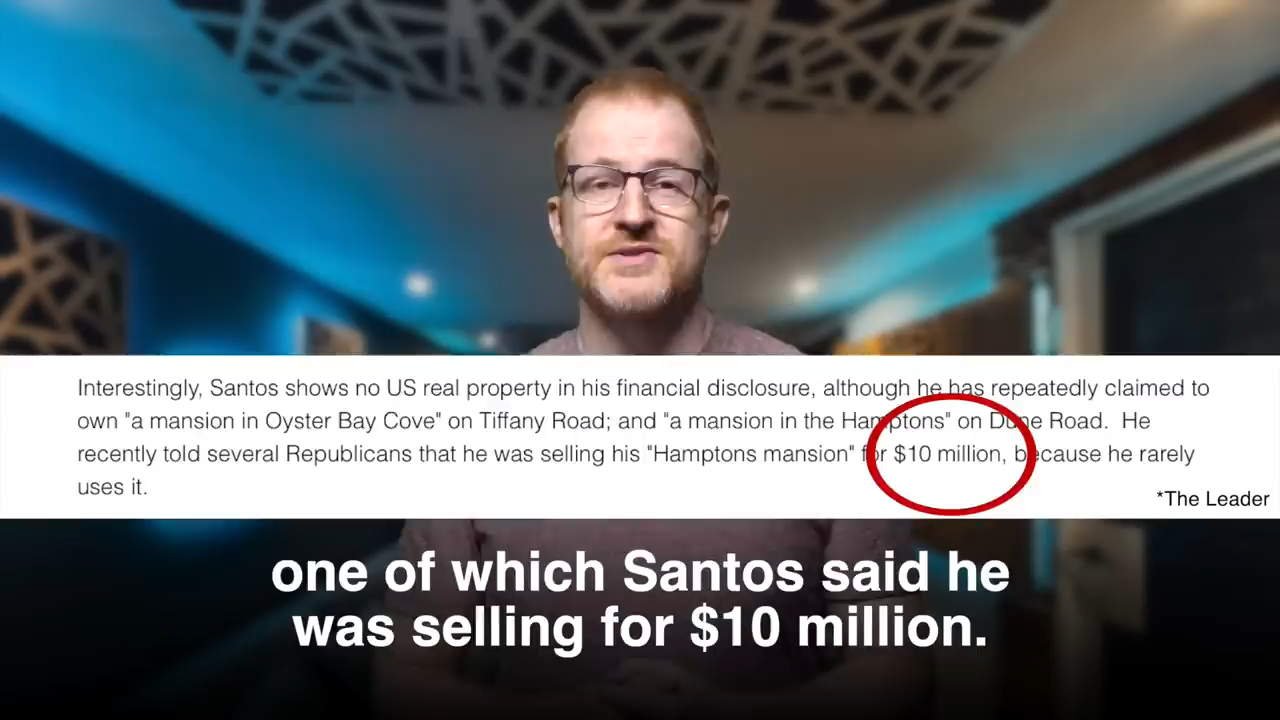 Interestingly, Santos shows no US real property in his financial disclosure, although he has repeatedly claimed to
own "a mansion in Oyster Bay Cove" on Tiffany Road; and "a mansion in the Hamptons" on Dune Road. He
recently told several Republicans that he was selling his "Hamptons mansion" for $10 million, because he rarely
uses it.
*The Leader
one of which Santos said he
was selling for $10 million.